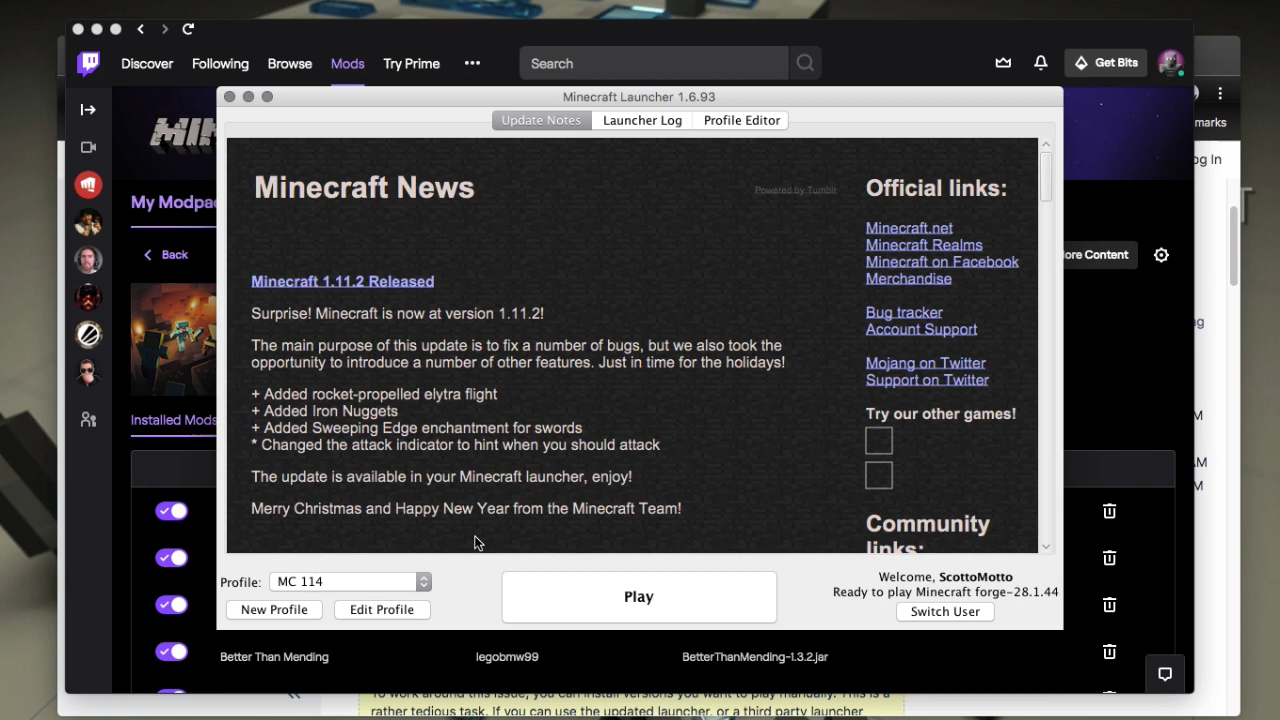 Discover
Following
Browse
Mods
Try Prime
Search
Get Bits
Minecraft Launcher 1.6.93
marks
Update Notes
Launcher Log
Profile Editor
og In
Minecraft News
Powered by Tumblr
Official links:
My Modpa
Minecraft.net
Minecraft Realms
Minecraft on Facebook
Merchandise
Back
ore Content
Minecraft 1.11.2 Released
Surprise! Minecraft is now at version 1.11.2!
Bug tracker
Account Support
The main purpose of this update is to fix a number of bugs, but we also took the
opportunity to introduce a number of other features. Just in time for the holidays!
Mojang on Twitter
Support on Twitter
+ Added rocket-propelled elytra flight
+ Added Iron Nuggets
+ Added Sweeping Edge enchantment for swords
* Changed the attack indicator to hint when you should attack
Try our other games!
Installed Mods
The update is available in your Minecraft launcher, enjoy!
Merry Christmas and Happy New Year from the Minecraft Team!
Community
links:
Profile:
MC 114
New Profile
Edit Profile
Play
Welcome, ScottoMotto
Ready to play Minecraft forge-28.1.44
Switch User
Better Than Mending
legobmw99
BetterThanMending-1.3.2.jar
To work around this issue, you can install versions you want to play manually. This is a
rather tedious task. If you can use the updated launcher, or a third party launcher